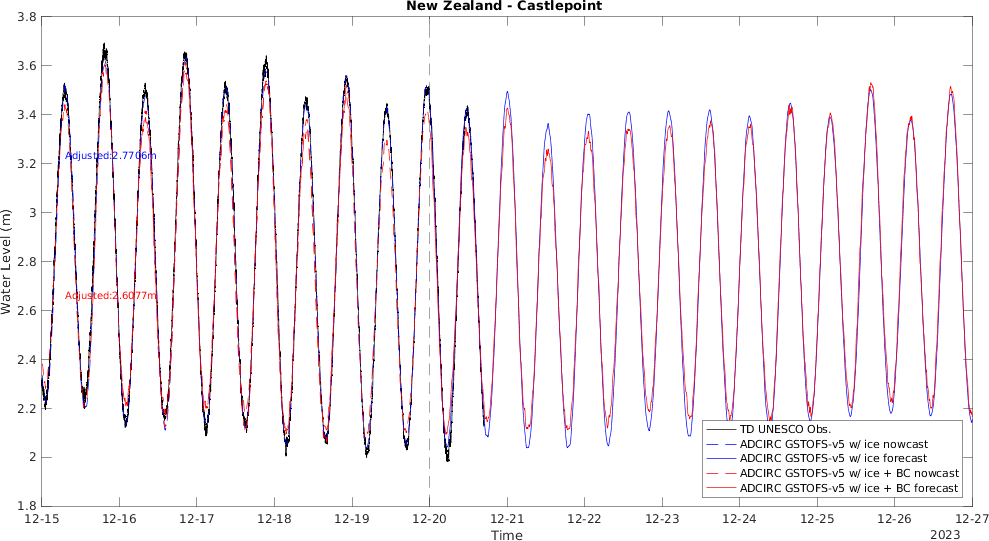 New Zealand - Castlepoint
3.8
3.6
3.4
3.2
3
2.8
2.6
2.4
2.2
2
1.8
Water Level (m)
Adjusted:2.7706m
Adjusted:2.6077m
TD UNESCO Obs.
ADCIRC GSTOFS-v5 w/ ice nowcast
ADCIRC GSTOFS-v5 w/ ice forecast
ADCIRC GSTOFS-v5 w/ ice + BC nowcast
ADCIRC GSTOFS-v5 w/ ice + BC forecast
12-15 12-16 12-17 12-18 12-19 12-20 12-21 12-22 12-23 12-24 12-25 12-26 12-27
Time
2023